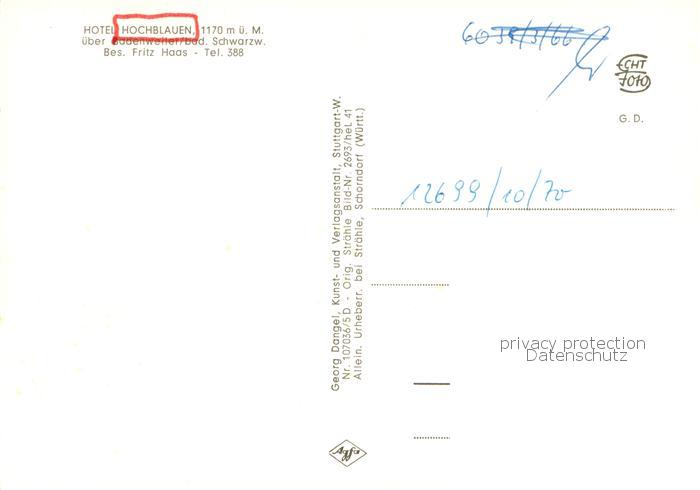 HOTEL HOCHBLAUEN, 1170 m ü. M.
über Badenweiler/bad. Schwarzw.
Bes. Fritz Haas - Tel. 388
ECHT
FOTO
G. D.
12699/10/70
Georg Dangel, Kunst- und Verlagsanstalt, Stuttgart-W.
Nr. 107036/5 D - Orig. Strähle Bild-Nr. 2693/hel. 41
Allein. Urheberr. bei Strähle, Schorndorf (Württ.)
privacy protection
Datenschutz
Agfa